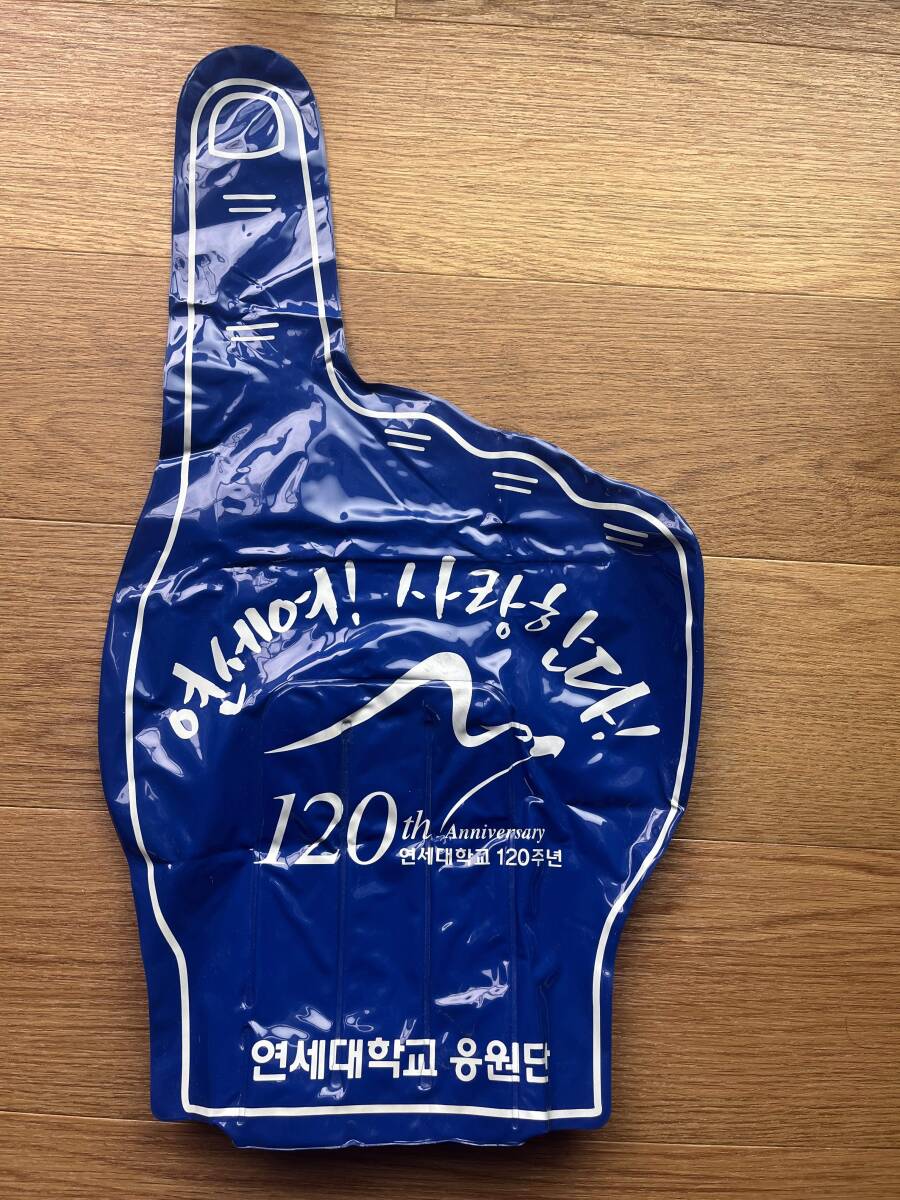 연세여! 사랑한다!
120th Anniversary
연세대학교 120주년
연세대학교 응원단